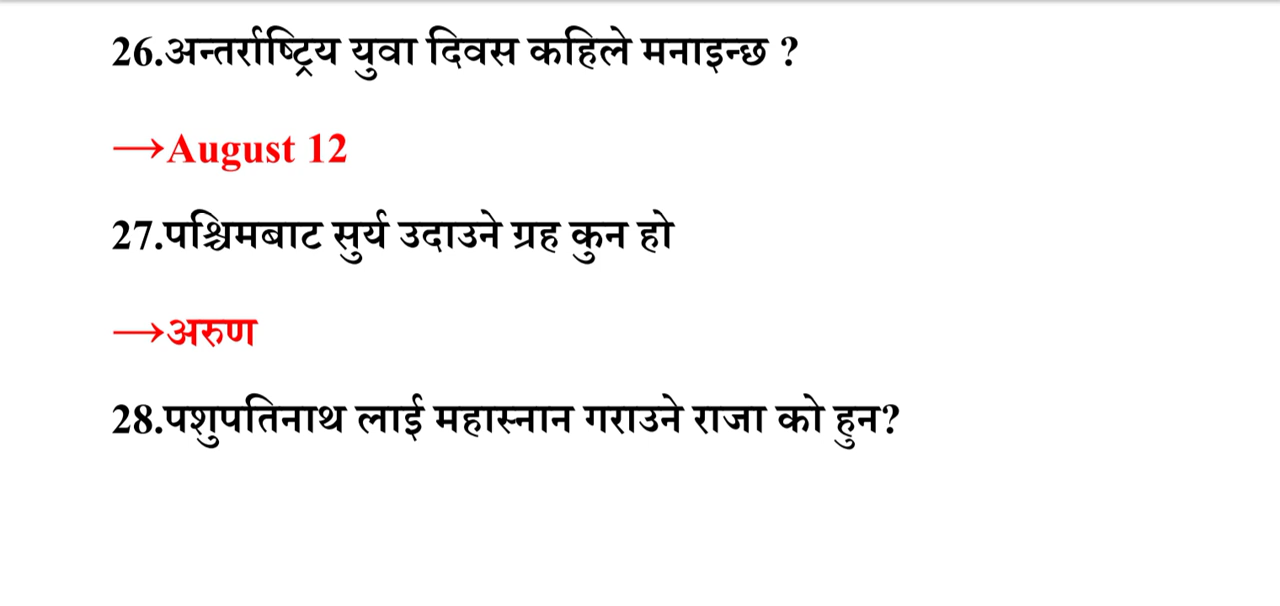 26.अन्तर्राष्ट्रिय युवा दिवस कहिले मनाइन्छ ?
→August 12
27.पश्चिमबाट सुर्य उदाउने ग्रह कुन हो
→अरुण
28.पशुपतिनाथ लाई महास्नान गराउने राजा को हुन?